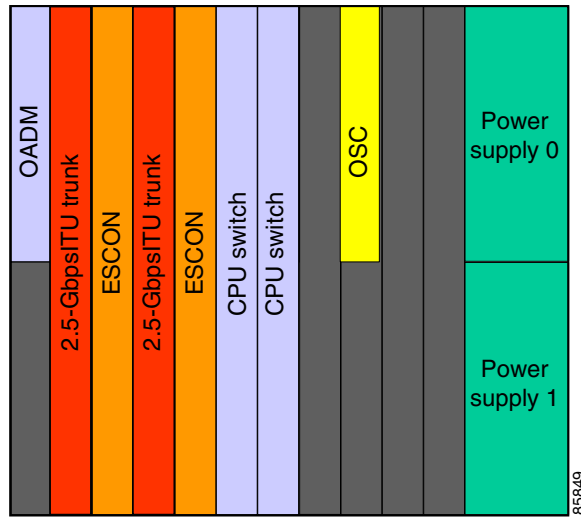 OADM
2.5-GbpsITU trunk
ESCON
2.5-GbpsITU trunk
ESCON
CPU switch
CPU switch
OSC
Power
supply 0
Power
supply 1
85849